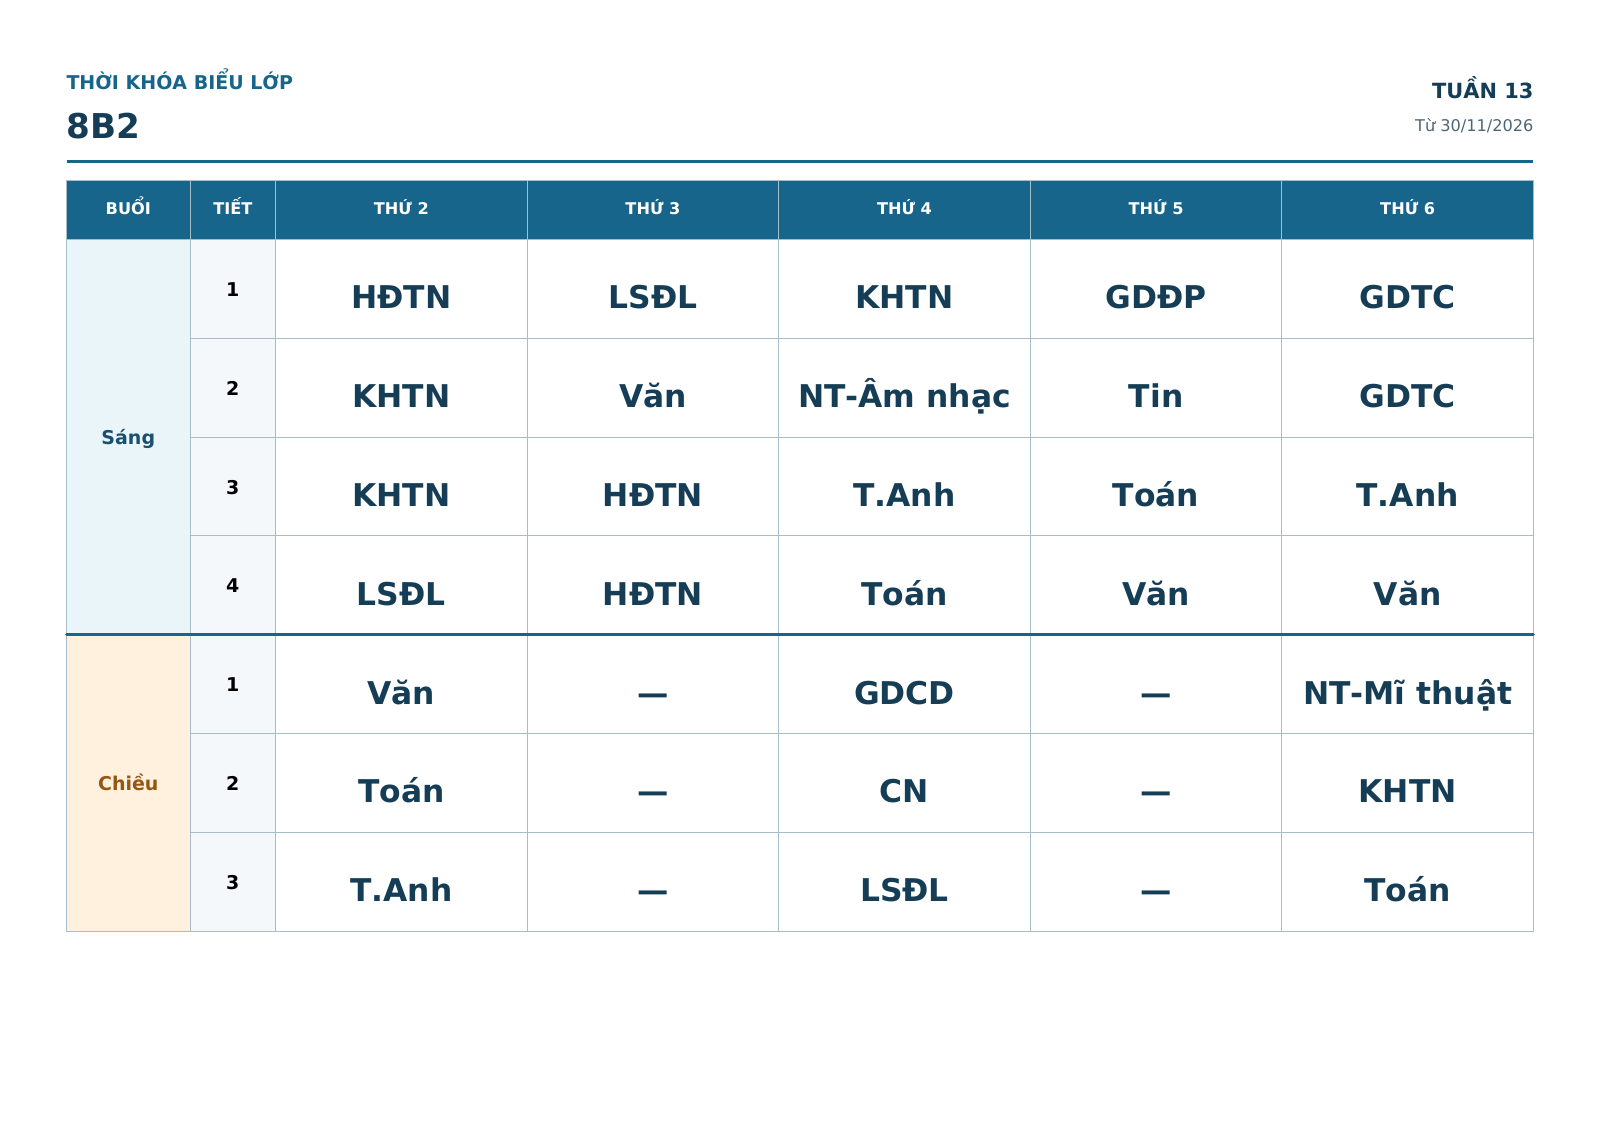 THỜI KHÓA BIỂU LỚP
8B2
TUẦN 13
Từ 30/11/2026
BUỔI TIẾT THỨ 2 THỨ 3 THỨ 4 THỨ 5 THỨ 6
Sáng
1 HĐTN LSĐL KHTN GDĐP GDTC
2 KHTN Văn NT-Âm nhạc Tin GDTC
3 KHTN HĐTN T.Anh Toán T.Anh
4 LSĐL HĐTN Toán Văn Văn
Chiều
1 Văn — GDCD — NT-Mĩ thuật
2 Toán — CN — KHTN
3 T.Anh — LSĐL — Toán